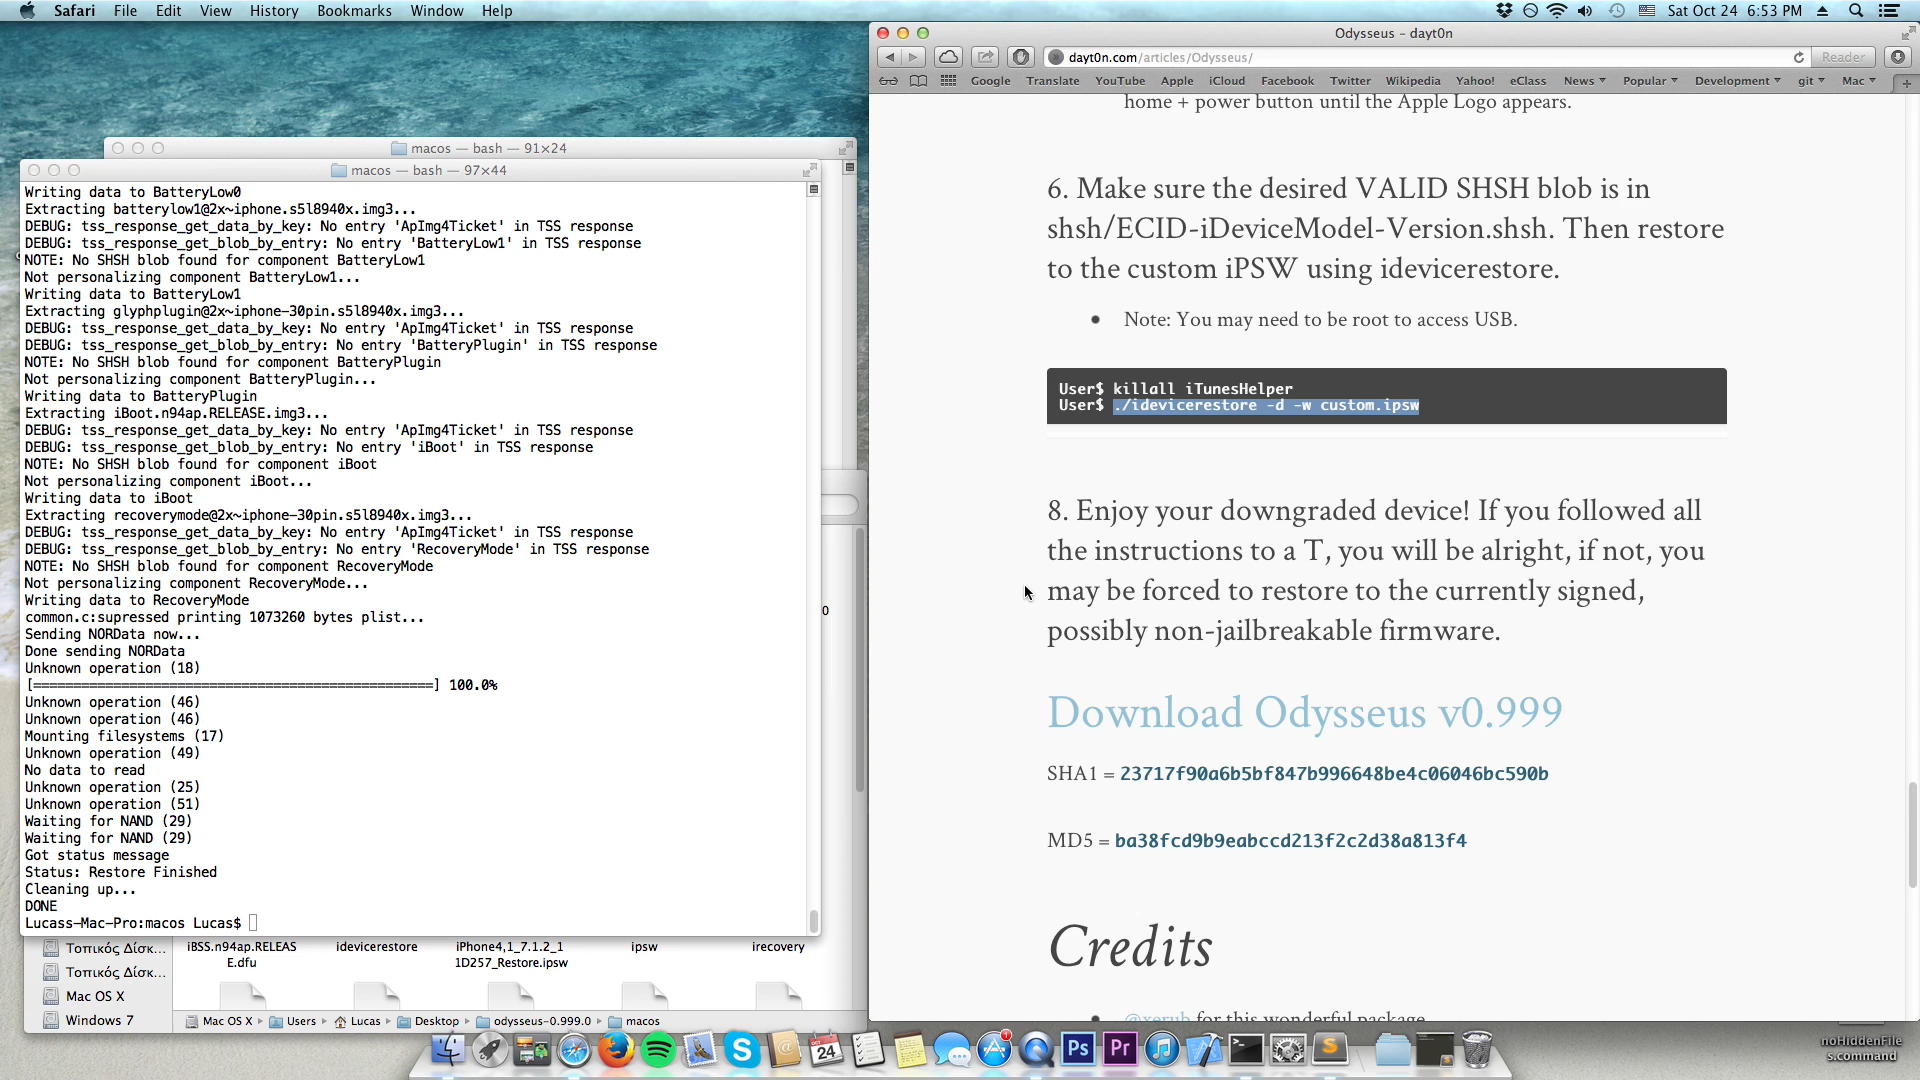 Safari File Edit View History Bookmarks Window Help
Sat Oct 24 6:53 PM
macos — bash — 91×24
macos — bash — 97×44
Writing data to BatteryLow0
Extracting batterylow1@2x~iphone.s5l8940x.img3...
DEBUG: tss_response_get_data_by_key: No entry 'ApImg4Ticket' in TSS response
DEBUG: tss_response_get_blob_by_entry: No entry 'BatteryLow1' in TSS response
NOTE: No SHSH blob found for component BatteryLow1
Not personalizing component BatteryLow1...
Writing data to BatteryLow1
Extracting glyphplugin@2x~iphone-30pin.s5l8940x.img3...
DEBUG: tss_response_get_data_by_key: No entry 'ApImg4Ticket' in TSS response
DEBUG: tss_response_get_blob_by_entry: No entry 'BatteryPlugin' in TSS response
NOTE: No SHSH blob found for component BatteryPlugin
Not personalizing component BatteryPlugin...
Writing data to BatteryPlugin
Extracting iBoot.n94ap.RELEASE.img3...
DEBUG: tss_response_get_data_by_key: No entry 'ApImg4Ticket' in TSS response
DEBUG: tss_response_get_blob_by_entry: No entry 'iBoot' in TSS response
NOTE: No SHSH blob found for component iBoot
Not personalizing component iBoot...
Writing data to iBoot
Extracting recoverymode@2x~iphone-30pin.s5l8940x.img3...
DEBUG: tss_response_get_data_by_key: No entry 'ApImg4Ticket' in TSS response
DEBUG: tss_response_get_blob_by_entry: No entry 'RecoveryMode' in TSS response
NOTE: No SHSH blob found for component RecoveryMode
Not personalizing component RecoveryMode...
Writing data to RecoveryMode
common.c:supressed printing 1073260 bytes plist...
Sending NORData now...
Done sending NORData
Unknown operation (18)
[==================================================] 100.0%
Unknown operation (46)
Unknown operation (46)
Mounting filesystems (17)
Unknown operation (49)
No data to read
Unknown operation (25)
Unknown operation (51)
Waiting for NAND (29)
Waiting for NAND (29)
Got status message
Status: Restore Finished
Cleaning up...
DONE
Lucass-Mac-Pro:macos Lucas$
0
Τοπικός Δίσκ...
Τοπικός Δίσκ...
Mac OS X
Windows 7
iBSS.n94ap.RELEAS
E.dfu
idevicerestore
iPhone4,1_7.1.2_1
1D257_Restore.ipsw
ipsw
irecovery
Mac OS X Users Lucas Desktop odysseus-0.999.0 macos
Odysseus – dayt0n
dayt0n.com/articles/Odysseus/
Reader
Google Translate YouTube Apple iCloud Facebook Twitter Wikipedia Yahoo! eClass News Popular Development git Mac
home + power button until the Apple Logo appears.
6. Make sure the desired VALID SHSH blob is in
shsh/ECID-iDeviceModel-Version.shsh. Then restore
to the custom iPSW using idevicerestore.
Note: You may need to be root to access USB.
User$ killall iTunesHelper
User$ ./idevicerestore -d -w custom.ipsw
8. Enjoy your downgraded device! If you followed all
the instructions to a T, you will be alright, if not, you
may be forced to restore to the currently signed,
possibly non-jailbreakable firmware.
Download Odysseus v0.999
SHA1 = 23717f90a6b5bf847b996648be4c06046bc590b
MD5 = ba38fcd9b9eabccd213f2c2d38a813f4
Credits
@xerub for this wonderful package
OCT
24
1
Ps
Pr
S
noHiddenFile
s.command